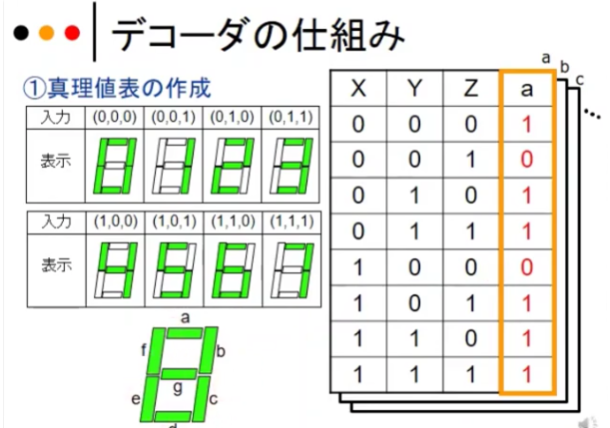 デコーダの仕組み
①真理値表の作成
入力 (0,0,0) (0,0,1) (0,1,0) (0,1,1)
表示
入力 (1,0,0) (1,0,1) (1,1,0) (1,1,1)
表示
a
f b
g
e c
d
a
b
c
…
X Y Z a
0 0 0 1
0 0 1 0
0 1 0 1
0 1 1 1
1 0 0 0
1 0 1 1
1 1 0 1
1 1 1 1